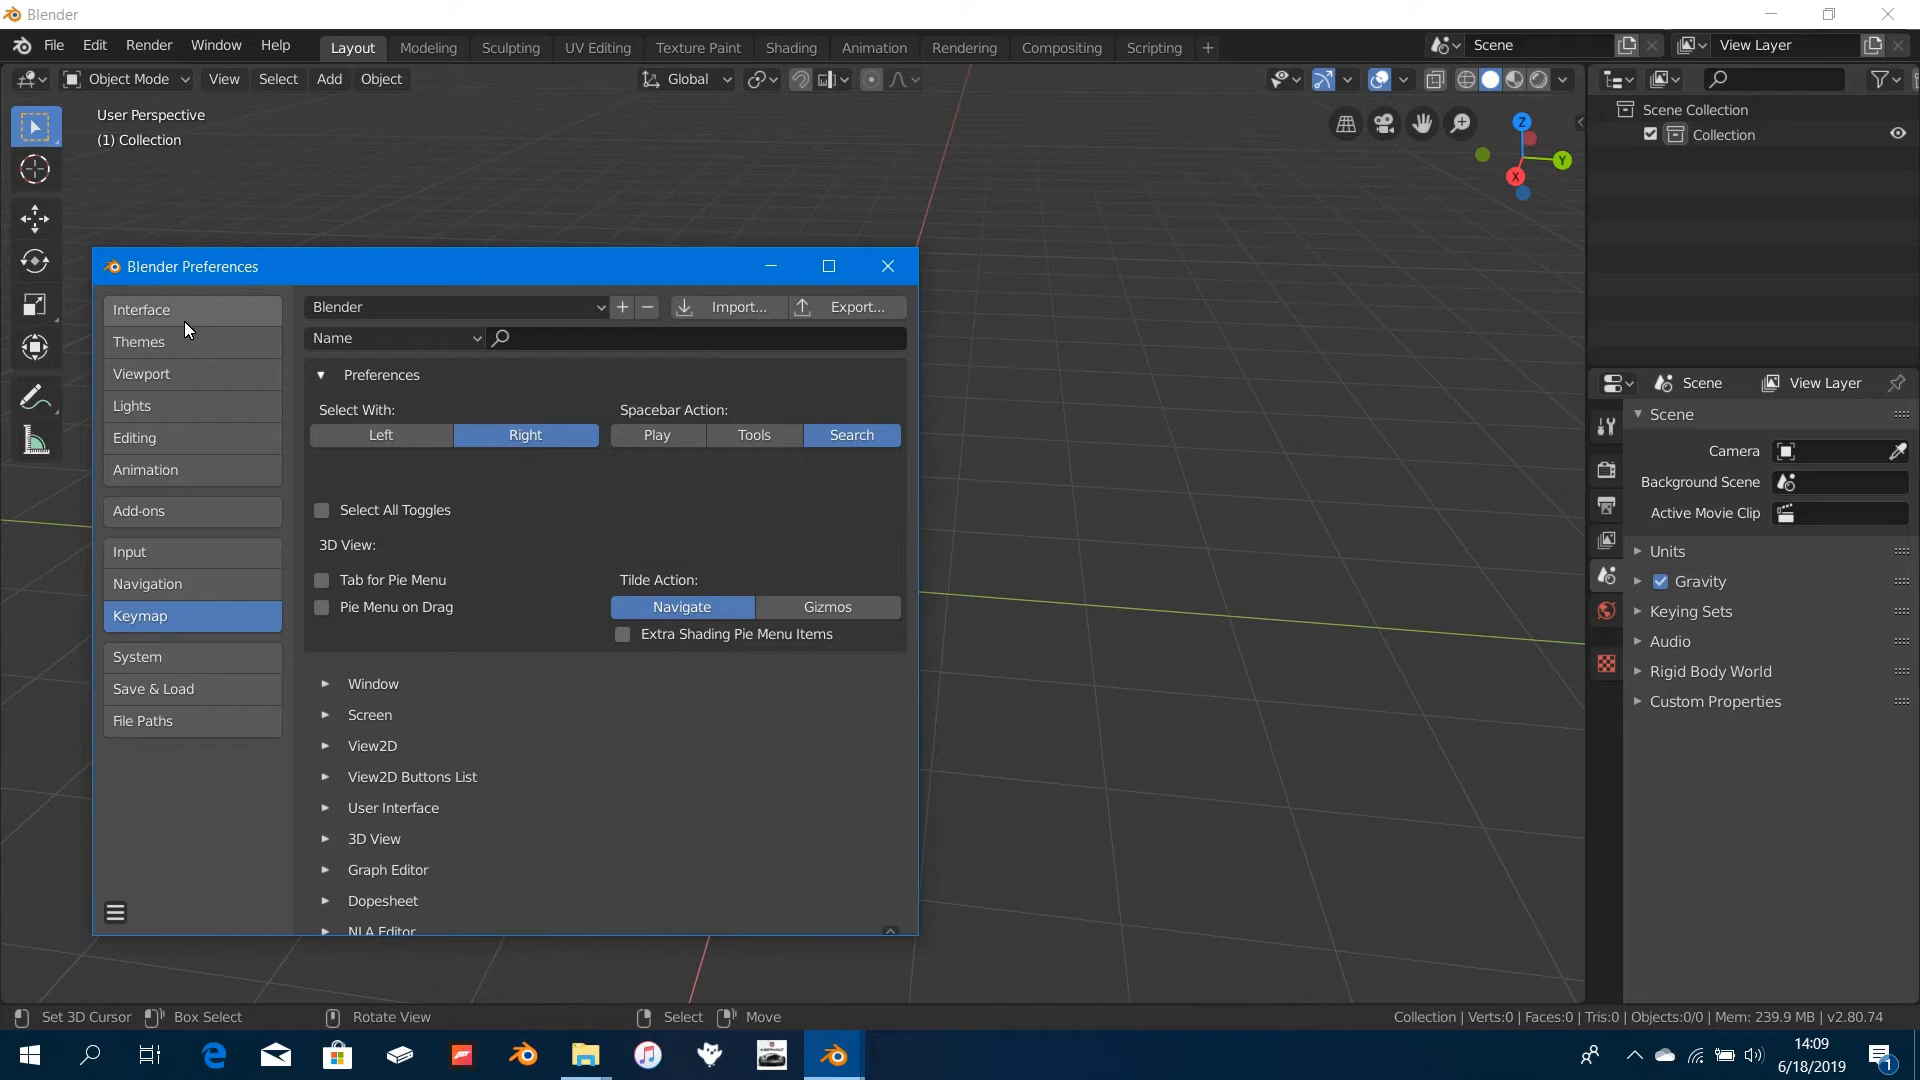 Blender
File Edit Render Window Help Layout Modeling Sculpting UV Editing Texture Paint Shading Animation Rendering Compositing Scripting + Scene View Layer
Object Mode View Select Add Object Global
User Perspective
(1) Collection
Z
Y
X
Scene Collection
Collection
Blender Preferences
Interface
Themes
Viewport
Lights
Editing
Animation
Add-ons
Input
Navigation
Keymap
System
Save & Load
File Paths
Blender + − Import... Export...
Name
Preferences
Select With: Spacebar Action:
Left Right Play Tools Search
Select All Toggles
3D View:
Tab for Pie Menu Tilde Action:
Pie Menu on Drag Navigate Gizmos
Extra Shading Pie Menu Items
Window
Screen
View2D
View2D Buttons List
User Interface
3D View
Graph Editor
Dopesheet
NLA Editor
Scene View Layer
Scene
Camera
Background Scene
Active Movie Clip
Units
Gravity
Keying Sets
Audio
Rigid Body World
Custom Properties
Set 3D Cursor Box Select Rotate View Select Move Collection | Verts:0 | Faces:0 | Tris:0 | Objects:0/0 | Mem: 239.9 MB | v2.80.74
14:09
6/18/2019
1